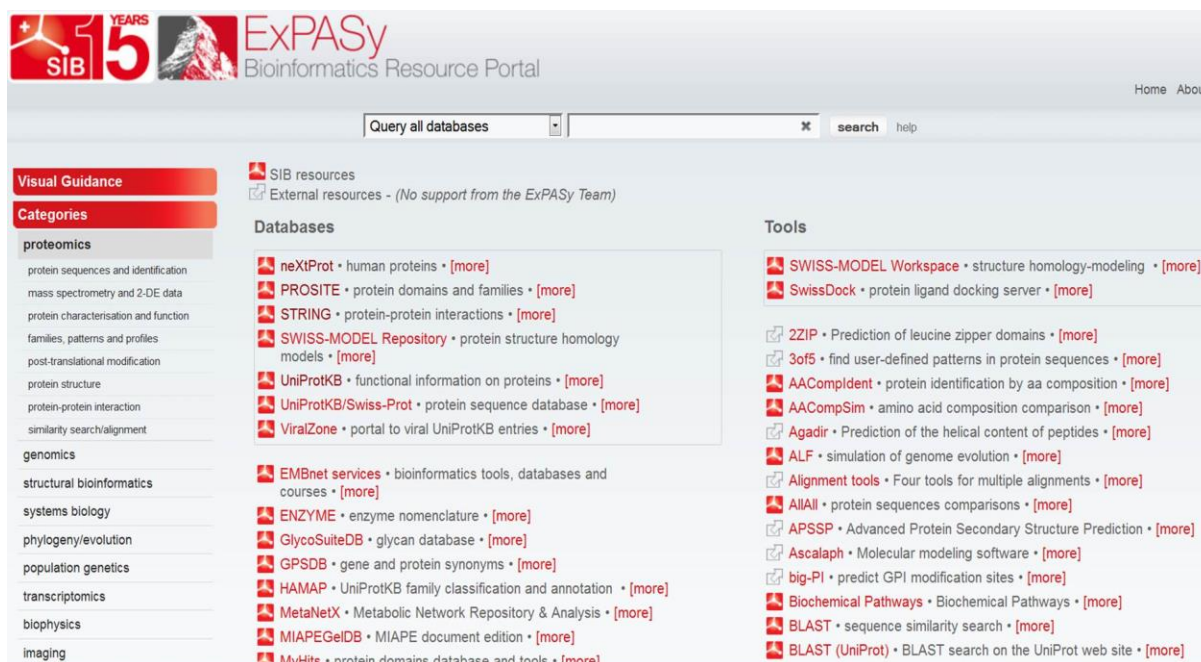 SIB
15 YEARS
ExPASy
Bioinformatics Resource Portal
Home Abou
Query all databases
search help
Visual Guidance
Categories
proteomics
protein sequences and identification
mass spectrometry and 2-DE data
protein characterisation and function
families, patterns and profiles
post-translational modification
protein structure
protein-protein interaction
similarity search/alignment
genomics
structural bioinformatics
systems biology
phylogeny/evolution
population genetics
transcriptomics
biophysics
imaging
SIB resources
External resources - (No support from the ExPASy Team)
Databases
neXtProt • human proteins • [more]
PROSITE • protein domains and families • [more]
STRING • protein-protein interactions • [more]
SWISS-MODEL Repository • protein structure homology
models • [more]
UniProtKB • functional information on proteins • [more]
UniProtKB/Swiss-Prot • protein sequence database • [more]
ViralZone • portal to viral UniProtKB entries • [more]
EMBnet services • bioinformatics tools, databases and
courses • [more]
ENZYME • enzyme nomenclature • [more]
GlycoSuiteDB • glycan database • [more]
GPSDB • gene and protein synonyms • [more]
HAMAP • UniProtKB family classification and annotation • [more]
MetaNetX • Metabolic Network Repository & Analysis • [more]
MIAPEGelDB • MIAPE document edition • [more]
MyHits • protein domains database and tools • [more]
Tools
SWISS-MODEL Workspace • structure homology-modeling • [more]
SwissDock • protein ligand docking server • [more]
2ZIP • Prediction of leucine zipper domains • [more]
3of5 • find user-defined patterns in protein sequences • [more]
AACompIdent • protein identification by aa composition • [more]
AACompSim • amino acid composition comparison • [more]
Agadir • Prediction of the helical content of peptides • [more]
ALF • simulation of genome evolution • [more]
Alignment tools • Four tools for multiple alignments • [more]
AllAll • protein sequences comparisons • [more]
APSSP • Advanced Protein Secondary Structure Prediction • [more]
Ascalaph • Molecular modeling software • [more]
big-PI • predict GPI modification sites • [more]
Biochemical Pathways • Biochemical Pathways • [more]
BLAST • sequence similarity search • [more]
BLAST (UniProt) • BLAST search on the UniProt web site • [more]